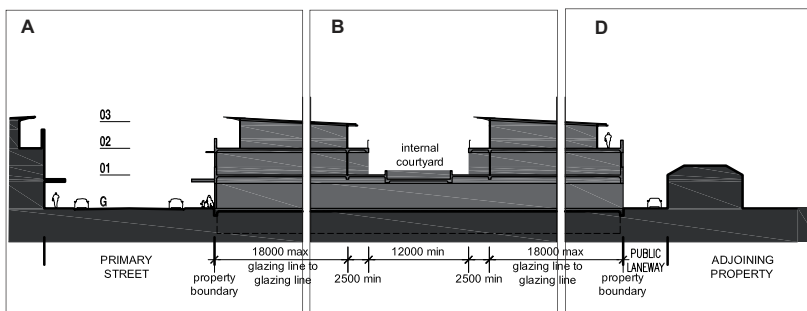 A
B
D
03
02
01
G
internal
courtyard
PRIMARY
STREET
property
boundary
18000 max
glazing line to
glazing line
2500 min
12000 min
2500 min
18000 max
glazing line to
glazing line
property
boundary
PUBLIC
LANEWAY
ADJOINING
PROPERTY